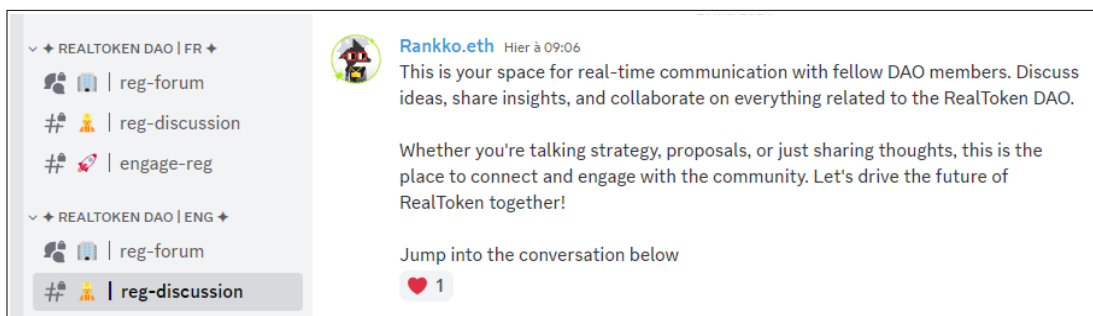 ✦ REALTOKEN DAO | FR ✦
reg-forum
reg-discussion
engage-reg
✦ REALTOKEN DAO | ENG ✦
reg-forum
reg-discussion
Rankko.eth Hier à 09:06
This is your space for real-time communication with fellow DAO members. Discuss
ideas, share insights, and collaborate on everything related to the RealToken DAO.
Whether you're talking strategy, proposals, or just sharing thoughts, this is the
place to connect and engage with the community. Let's drive the future of
RealToken together!
Jump into the conversation below
1